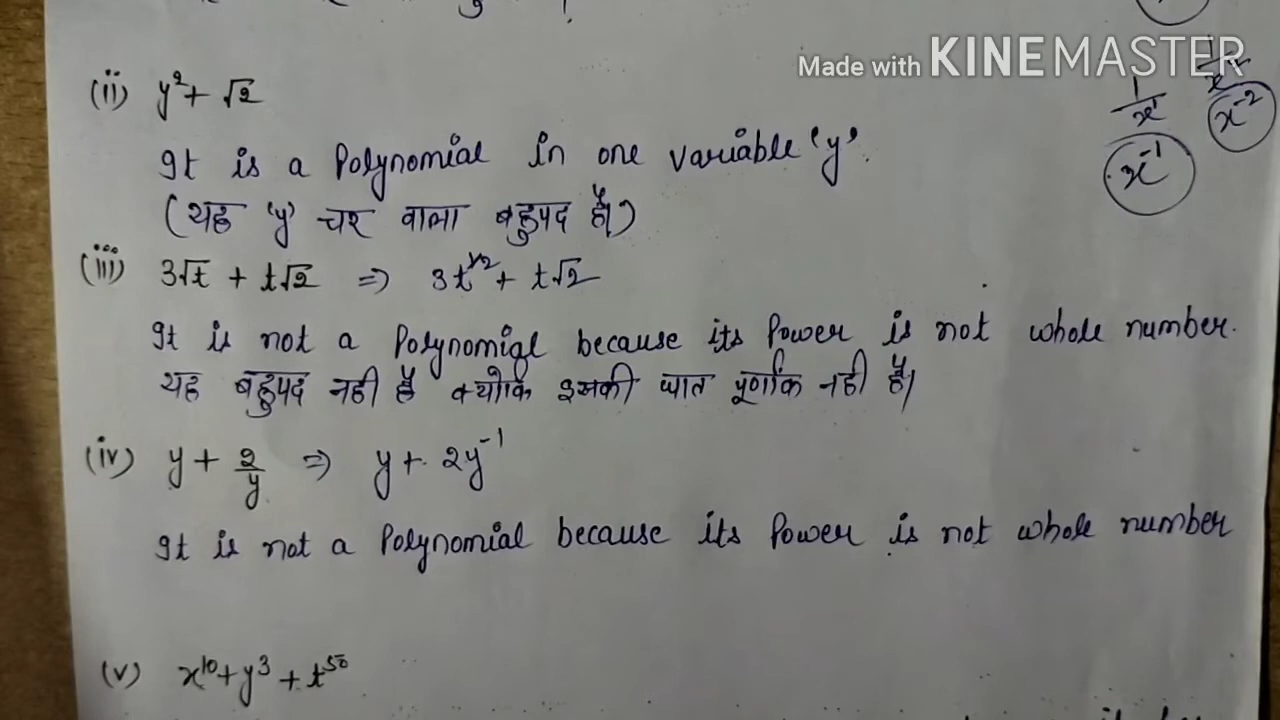 Made with KINEMASTER
(ii) y² + √2
It is a Polynomial in one variable 'y'.
(यह 'y' चर वाला बहुपद है।)
(iii) 3√t + t√2 ⇒ 3t^1/2 + t√2
It is not a Polynomial because its Power is not whole number.
यह बहुपद नही है क्योकि इसकी घात पूर्णांक नही है।
(iv) y + 2/y ⇒ y + 2y⁻¹
It is not a Polynomial because its Power is not whole number
(v) x¹⁰ + y³ + t⁵⁰
1/x¹
x⁻¹
x⁻²